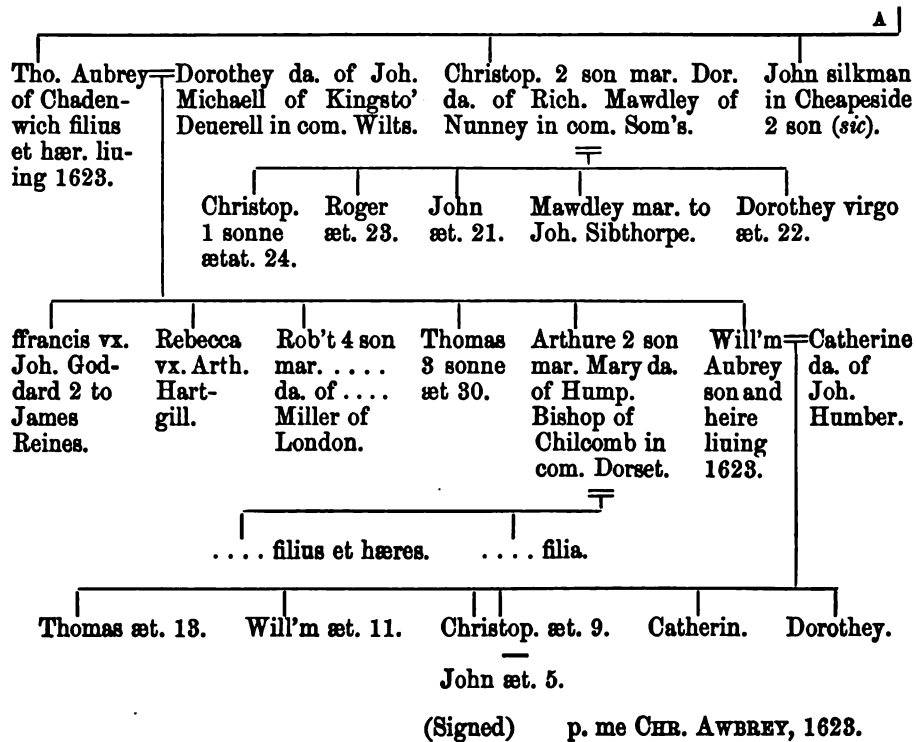 A
Tho. Aubrey
of Chaden-
wich filius
et hær. liu-
ing 1623.
Dorothey da. of Joh.
Michaell of Kingsto'
Deuerell in com. Wilts.
Christop. 2 son mar. Dor.
da. of Rich. Mawdley of
Nunney in com. Som's.
John silkman
in Cheapeside
2 son (sic).
Christop.
1 sonne
ætat. 24.
Roger
æt. 23.
John
æt. 21.
Mawdley mar. to
Joh. Sibthorpe.
Dorothey virgo
æt. 22.
ffrancis vx.
Joh. God-
dard 2 to
James
Reines.
Rebecca
vx. Arth.
Hart-
gill.
Rob't 4 son
mar. . . . . .
da. of . . . .
Miller of
London.
Thomas
3 sonne
æt 30.
Arthure 2 son
mar. Mary da.
of Hump.
Bishop of
Chilcomb in
com. Dorset.
Will'm
Aubrey
son and
heire
liuing
1623.
Catherine
da. of
Joh.
Humber.
. . . . filius et hæres.
. . . . filia.
Thomas æt. 13.
Will'm æt. 11.
Christop. æt. 9.
Catherin.
Dorothey.
John æt. 5.
(Signed) p. me CHR. AWBREY, 1623.